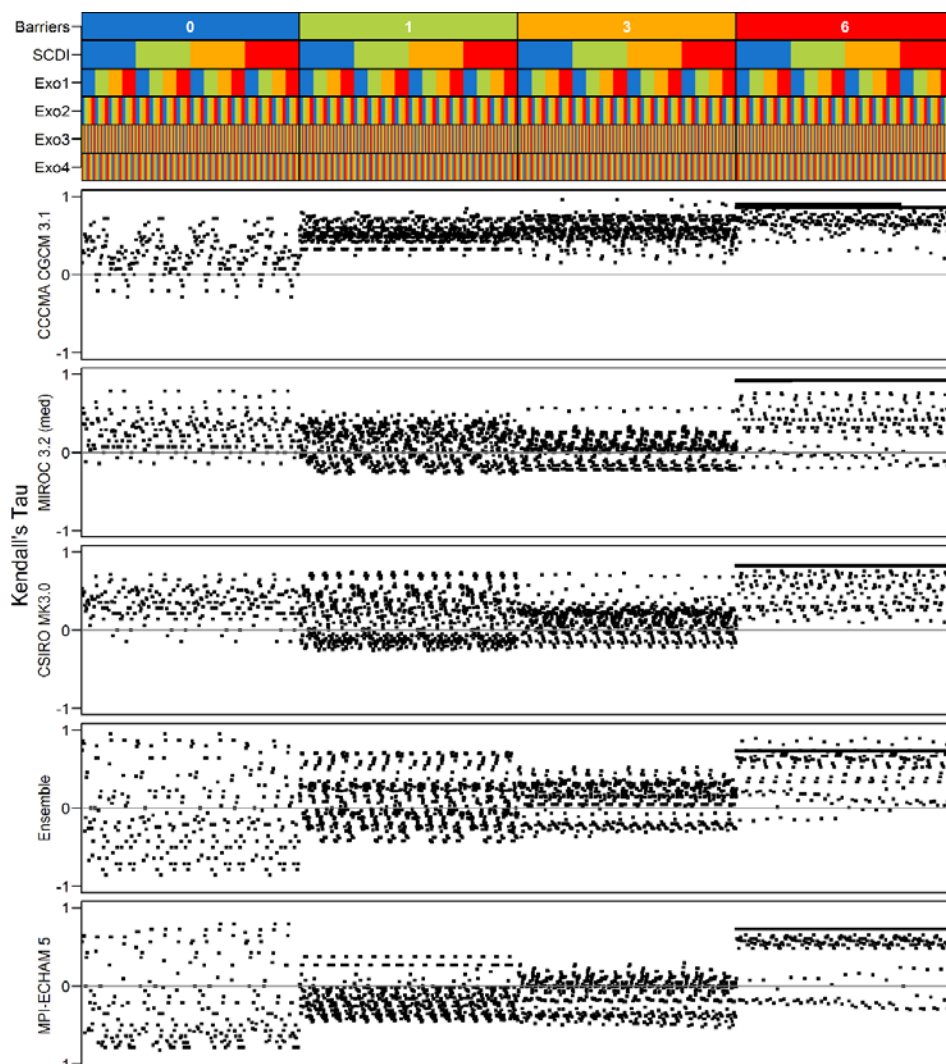 Barriers 0 1 3 6
SCDI
Exo1
Exo2
Exo3
Exo4
Kendall's Tau
CCCMA CGCM 3.1
1
0
-1
MIROC 3.2 (med)
1
0
-1
CSIRO MK3.0
1
0
-1
Ensemble
1
0
-1
MPI-ECHAM 5
1
0
-1